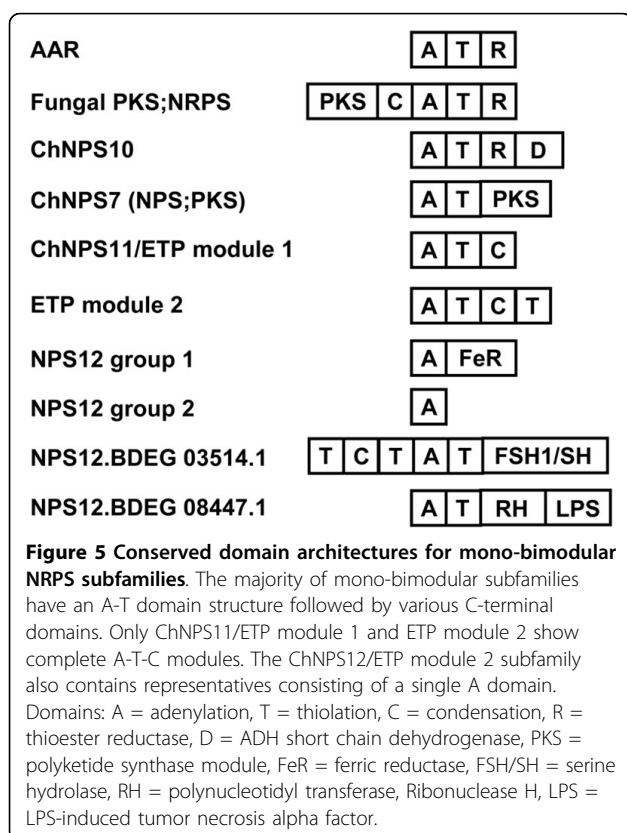 AAR A T R
Fungal PKS;NRPS PKS C A T R
ChNPS10 A T R D
ChNPS7 (NPS;PKS) A T PKS
ChNPS11/ETP module 1 A T C
ETP module 2 A T C T
NPS12 group 1 A FeR
NPS12 group 2 A
NPS12.BDEG 03514.1 T C T A T FSH1/SH
NPS12.BDEG 08447.1 A T RH LPS
Figure 5 Conserved domain architectures for mono-bimodular
NRPS subfamilies. The majority of mono-bimodular subfamilies
have an A-T domain structure followed by various C-terminal
domains. Only ChNPS11/ETP module 1 and ETP module 2 show
complete A-T-C modules. The ChNPS12/ETP module 2 subfamily
also contains representatives consisting of a single A domain.
Domains: A = adenylation, T = thiolation, C = condensation, R =
thioester reductase, D = ADH short chain dehydrogenase, PKS =
polyketide synthase module, FeR = ferric reductase, FSH/SH = serine
hydrolase, RH = polynucleotidyl transferase, Ribonuclease H, LPS =
LPS-induced tumor necrosis alpha factor.